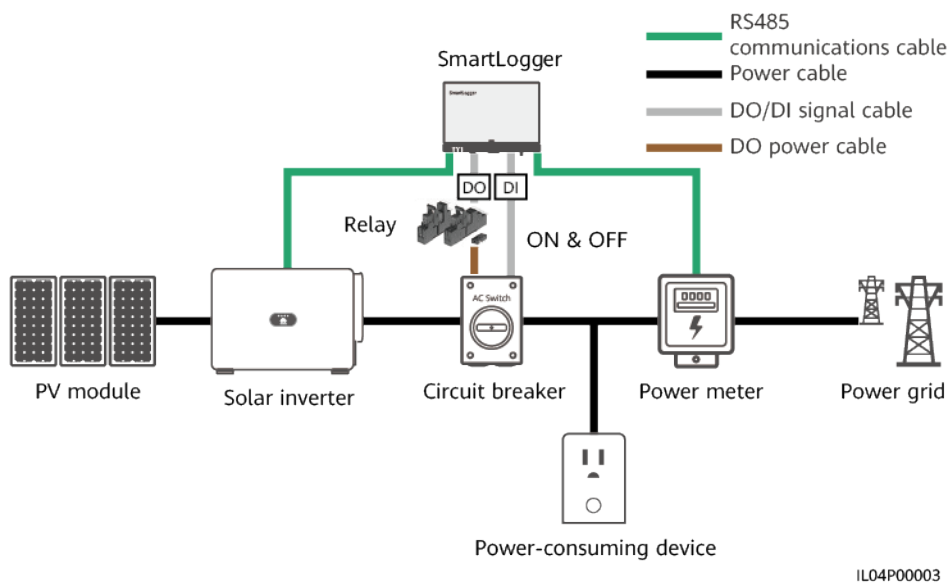 RS485
communications cable
Power cable
DO/DI signal cable
DO power cable
SmartLogger
SmartLogger
DO
DI
Relay
ON & OFF
AC Switch
PV module
Solar inverter
Circuit breaker
Power meter
Power grid
Power-consuming device
IL04P00003